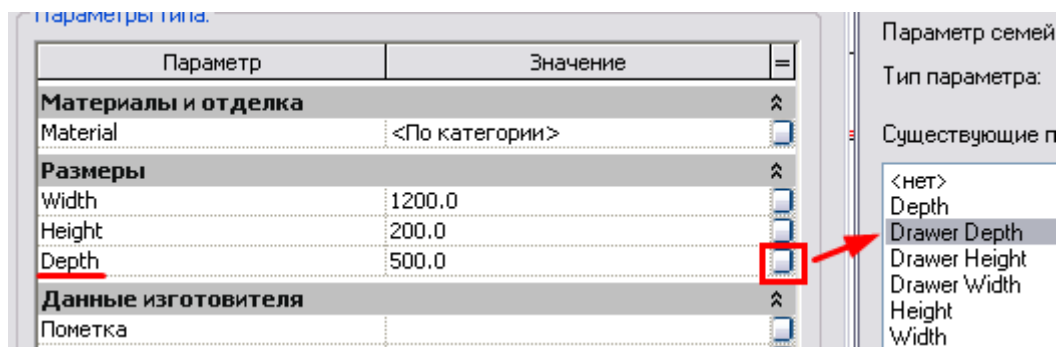 Параметры типа:
Параметр Значение =
Материалы и отделка
Material <По категории>
Размеры
Width 1200.0
Height 200.0
Depth 500.0
Данные изготовителя
Пометка
Параметр семей
Тип параметра:
Существующие п
<нет>
Depth
Drawer Depth
Drawer Height
Drawer Width
Height
Width